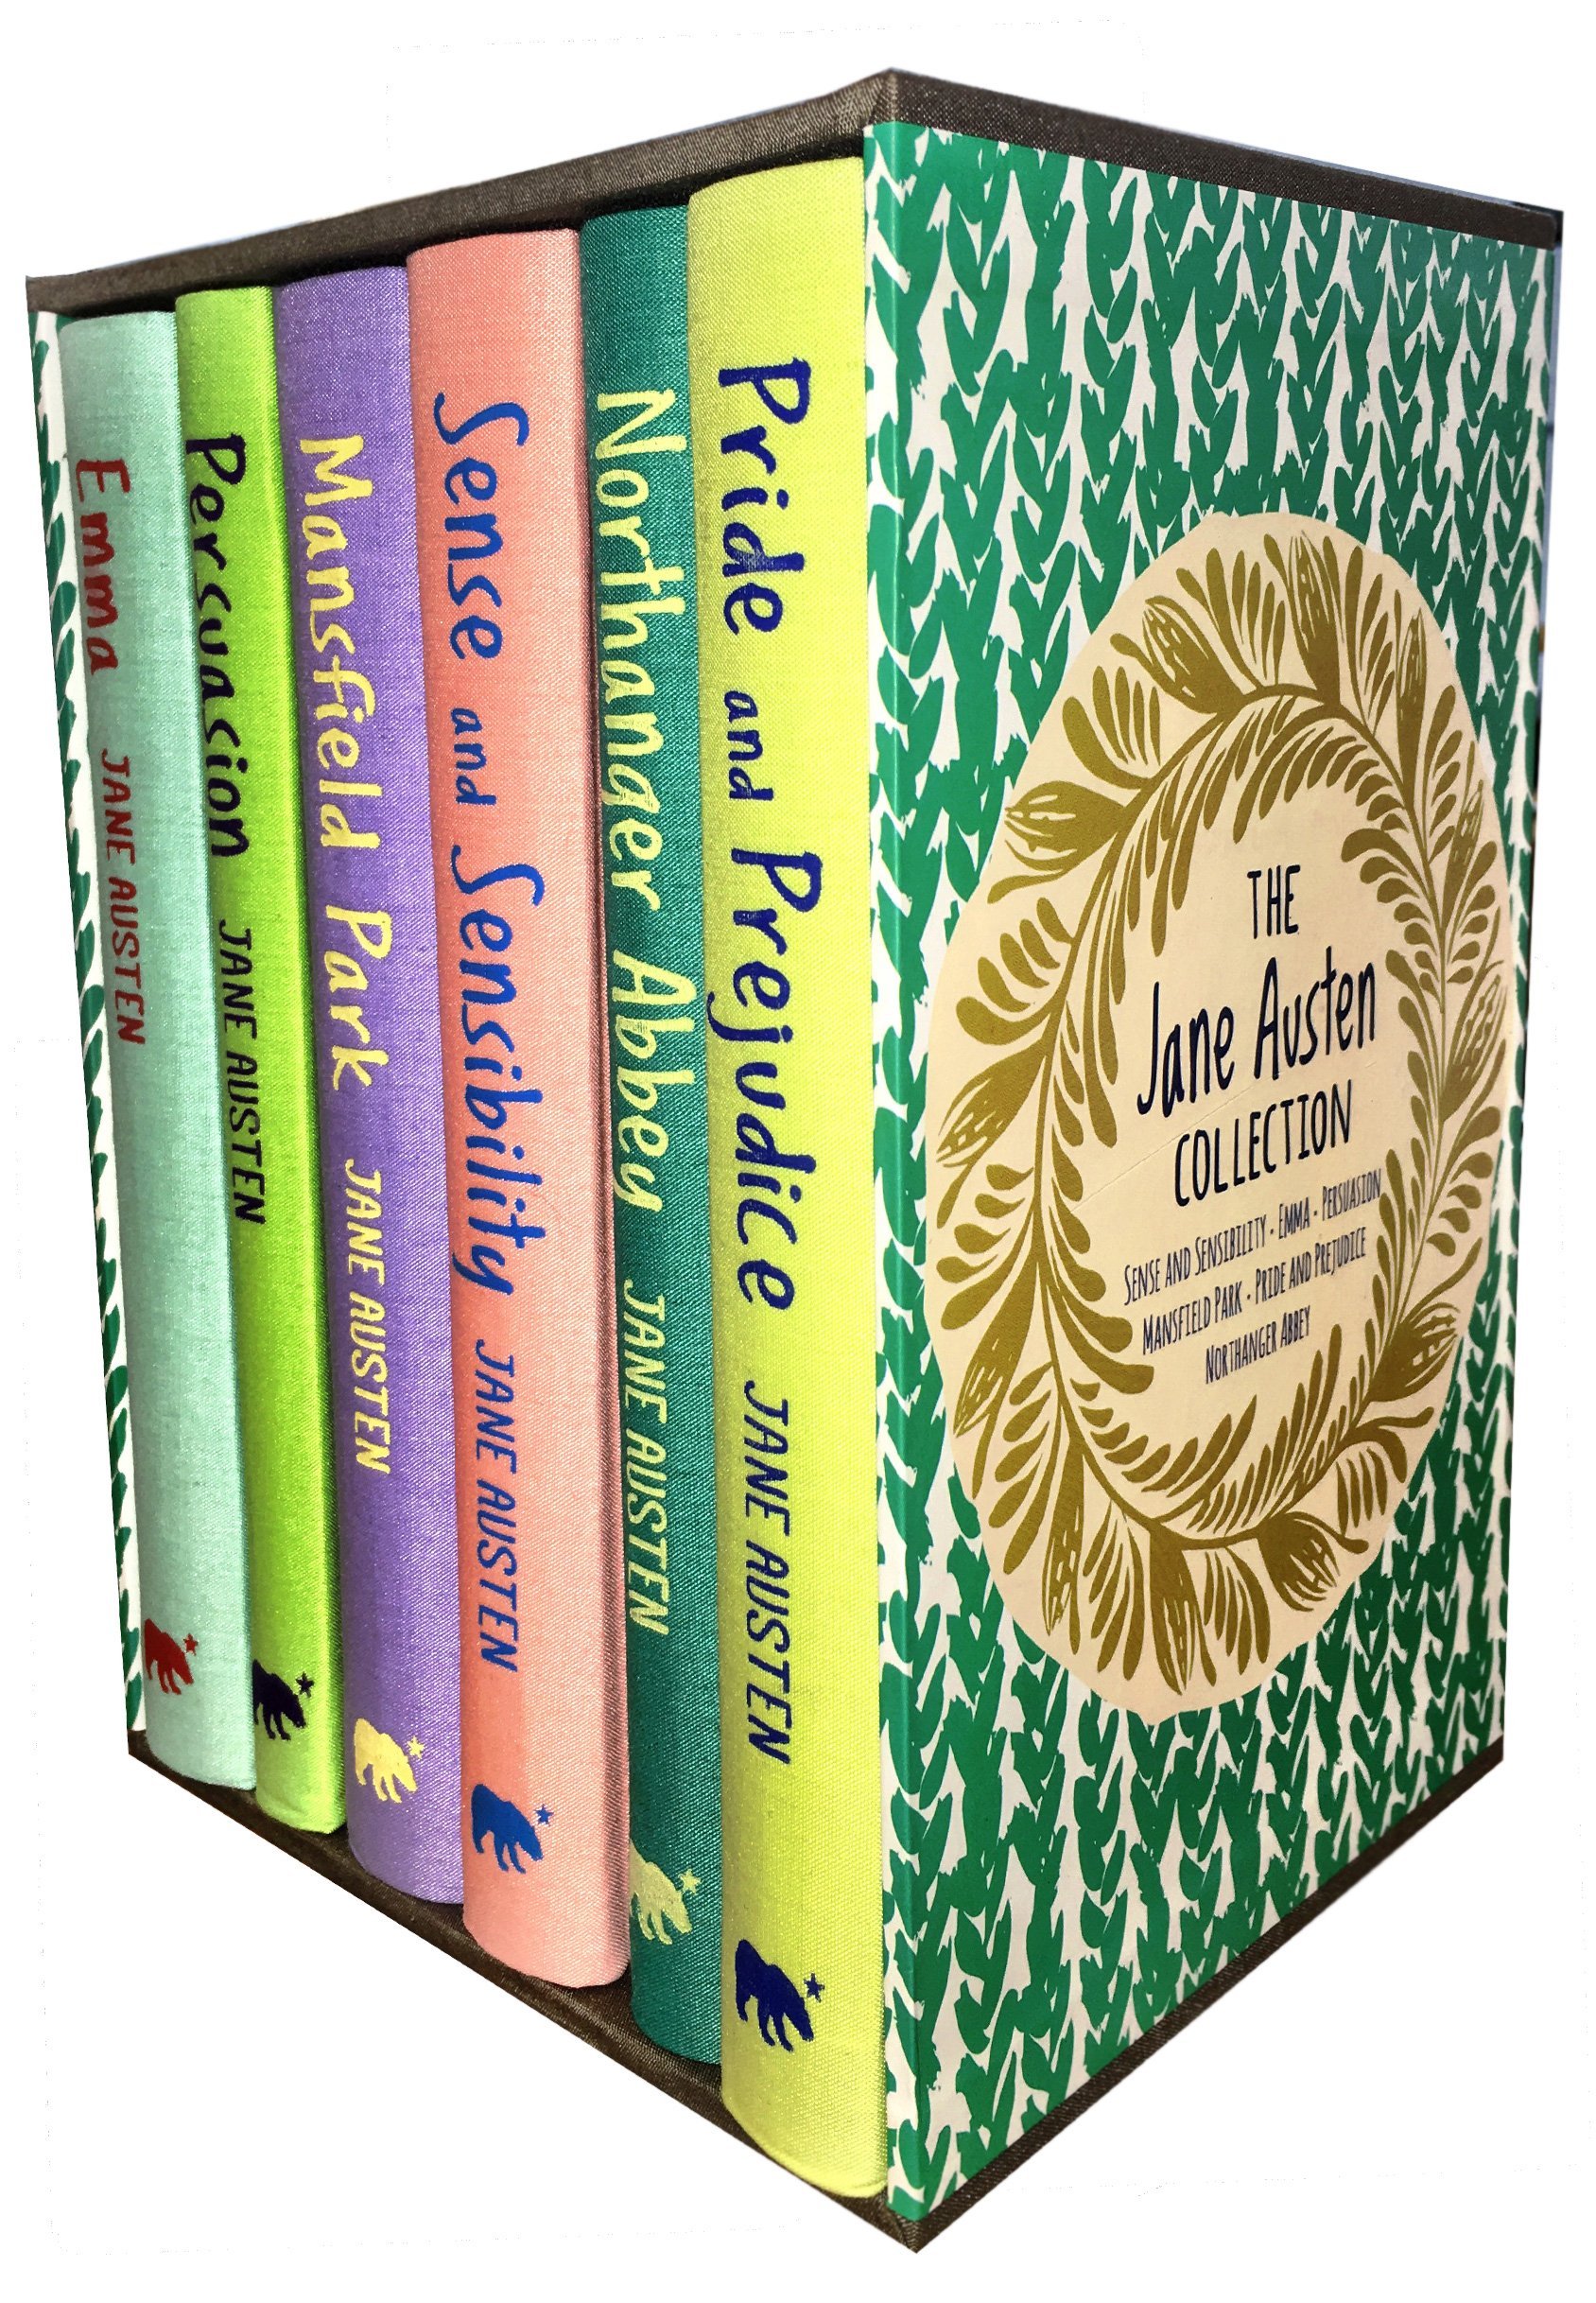 Emma JANE AUSTEN
Persuasion JANE AUSTEN
Mansfield Park JANE AUSTEN
Sense and Sensibility JANE AUSTEN
Northanger Abbey JANE AUSTEN
Pride and Prejudice JANE AUSTEN
THE
Jane Austen
COLLECTION
SENSE AND SENSIBILITY • EMMA • PERSUASION
MANSFIELD PARK • PRIDE AND PREJUDICE
NORTHANGER ABBEY